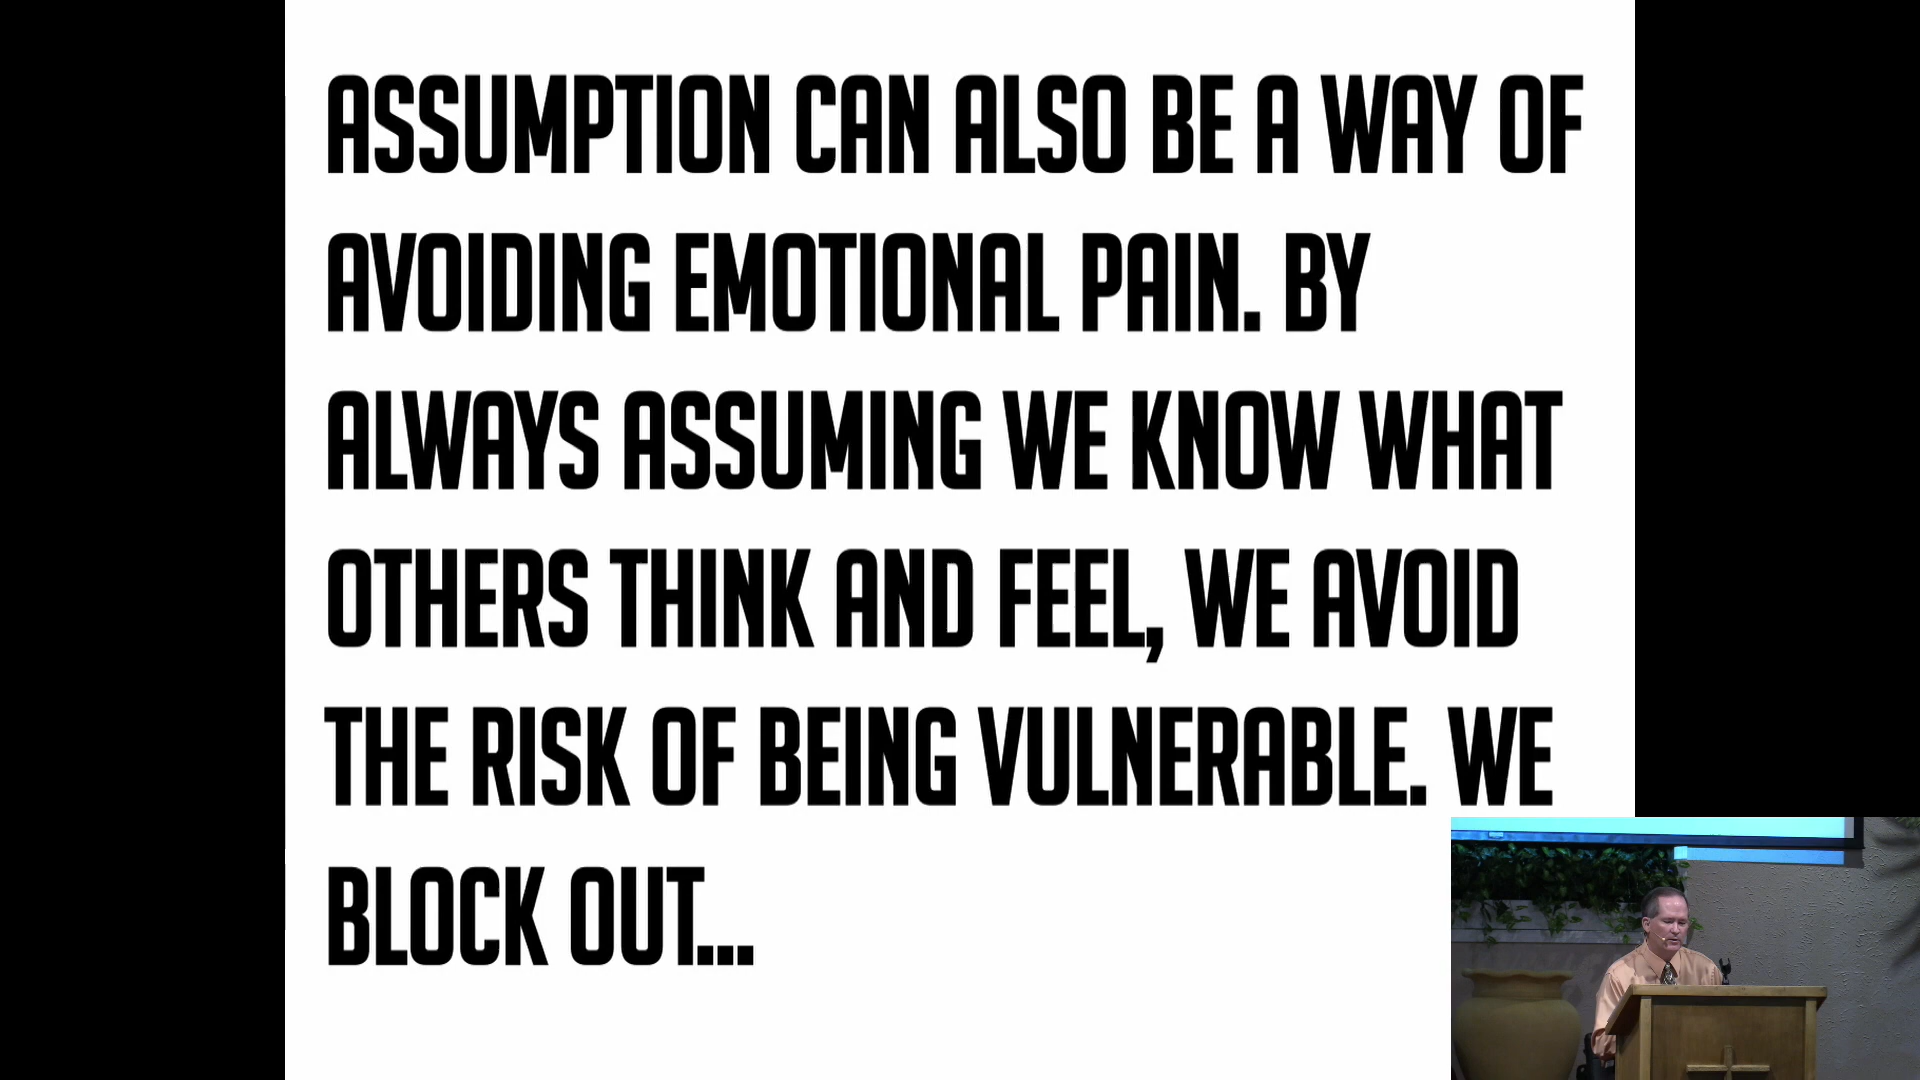 ASSUMPTION CAN ALSO BE A WAY OF
AVOIDING EMOTIONAL PAIN. BY
ALWAYS ASSUMING WE KNOW WHAT
OTHERS THINK AND FEEL, WE AVOID
THE RISK OF BEING VULNERABLE. WE
BLOCK OUT...